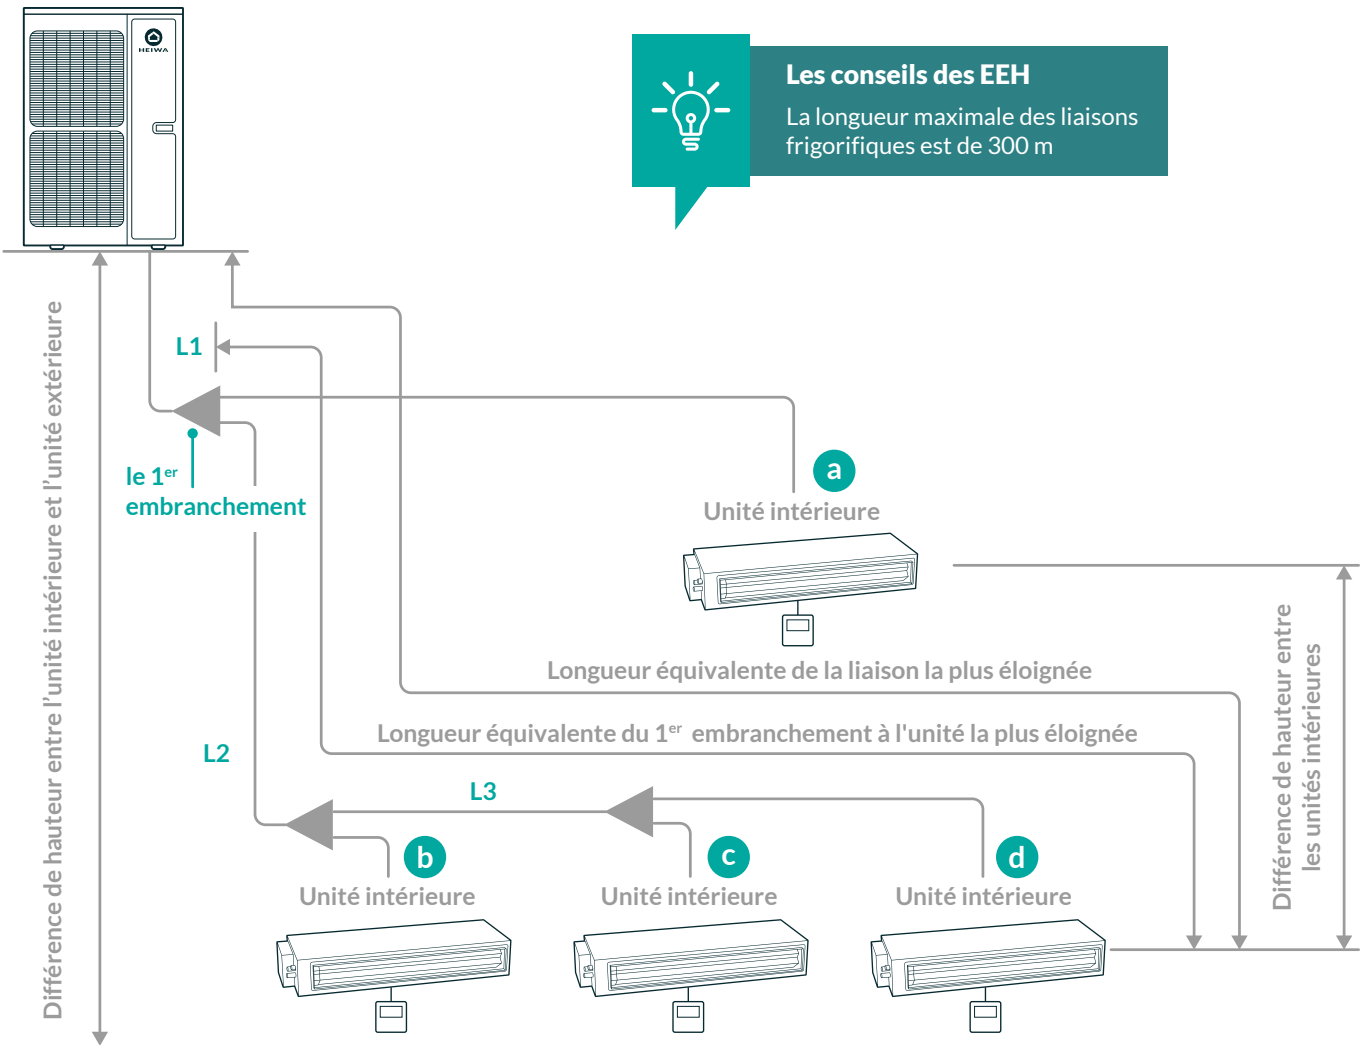 HEIWA
Les conseils des EEH
La longueur maximale des liaisons
frigorifiques est de 300 m
Différence de hauteur entre l'unité intérieure et l'unité extérieure
L1
le 1er
embranchement
a
Unité intérieure
Longueur équivalente de la liaison la plus éloignée
Longueur équivalente du 1er embranchement à l'unité la plus éloignée
Différence de hauteur entre
les unités intérieures
L2
L3
b
Unité intérieure
c
Unité intérieure
d
Unité intérieure